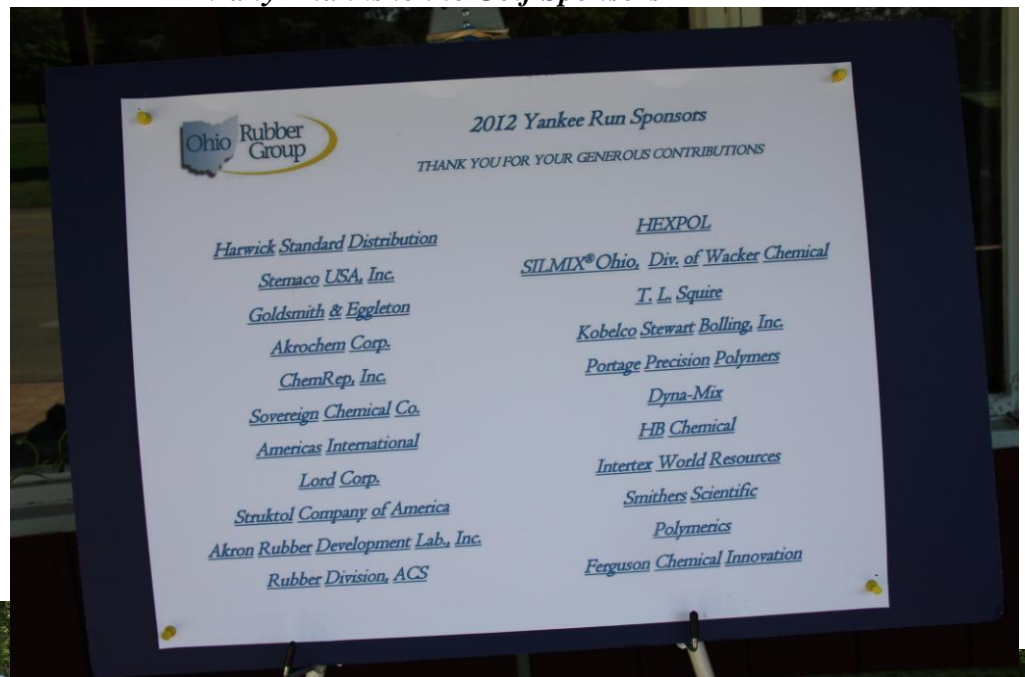 Ohio Rubber
Group
2012 Yankee Run Sponsors
THANK YOU FOR YOUR GENEROUS CONTRIBUTIONS
Harwick Standard Distribution
Stemaco USA, Inc.
Goldsmith & Eggleton
Akrochem Corp.
ChemRep, Inc.
Sovereign Chemical Co.
Americas International
Lord Corp.
Struktol Company of America
Akron Rubber Development Lab., Inc.
Rubber Division, ACS
HEXPOL
SILMIX® Ohio, Div. of Wacker Chemical
T. L. Squire
Kobelco Stewart Bolling, Inc.
Portage Precision Polymers
Dyna-Mix
HB Chemical
Intertex World Resources
Smithers Scientific
Polymerics
Ferguson Chemical Innovation